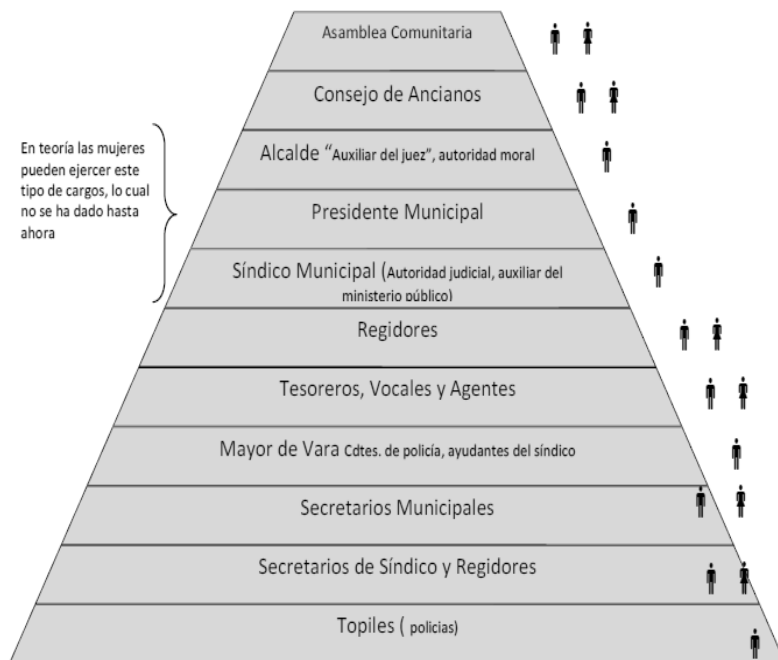 Asamblea Comunitaria
Consejo de Ancianos
En teoría las mujeres
pueden ejercer este
tipo de cargos, lo cual
no se ha dado hasta
ahora
Alcalde “Auxiliar del juez”, autoridad moral
Presidente Municipal
Síndico Municipal (Autoridad judicial, auxiliar del
ministerio público)
Regidores
Tesoreros, Vocales y Agentes
Mayor de Vara Cdtes. de policía, ayudantes del síndico
Secretarios Municipales
Secretarios de Síndico y Regidores
Topiles ( policias)